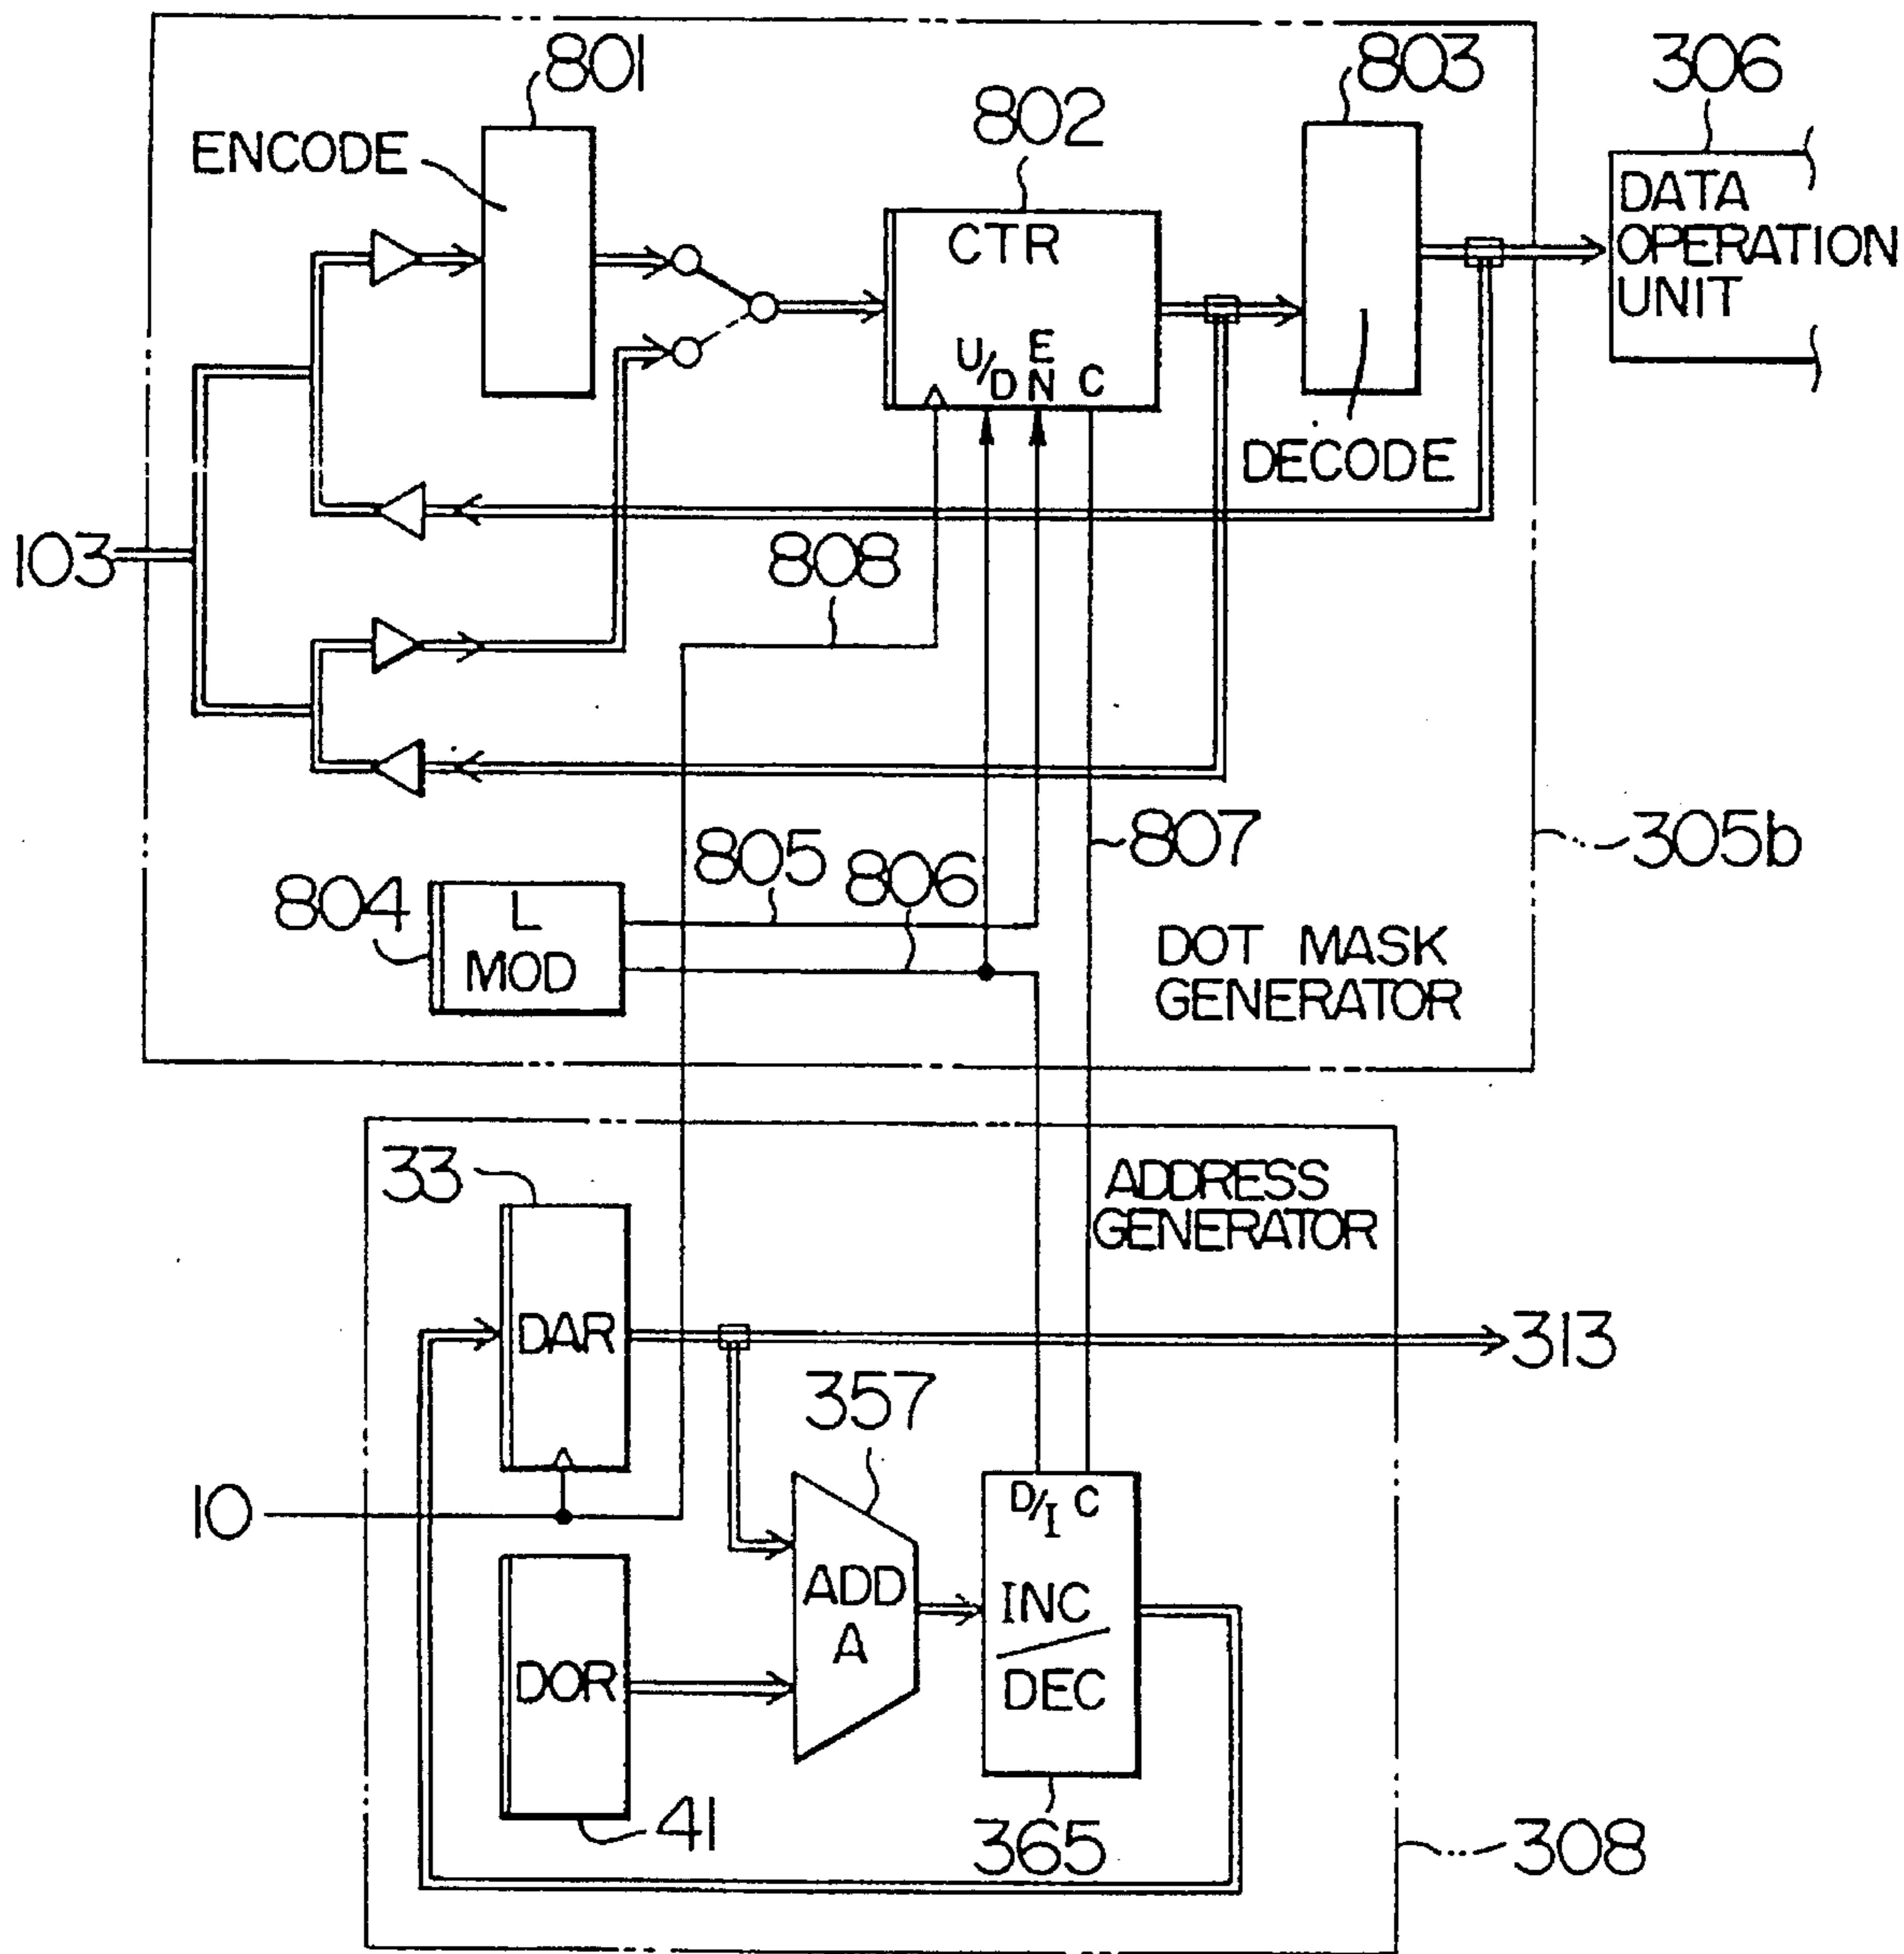 801
803
306
802
ENCODE
DATA
OPERATION
UNIT
CTR
U/D
EN
C
DECODE
103
808
807
305b
805
806
804
L
MOD
DOT MASK
GENERATOR
33
ADDRESS
GENERATOR
DAR
313
357
10
D/I C
ADD
A
INC
DEC
DOR
41
365
308